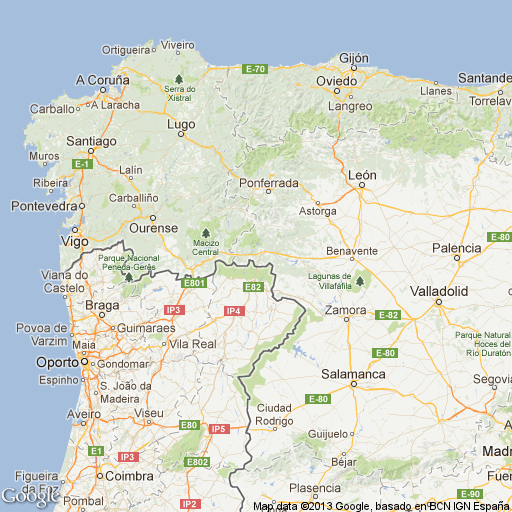 Ortigueira
Viveiro
Gijón
E-70
A Coruña
Serra do
Xistral
Oviedo
Llanes
Santander
Torrelav
Carballo
A Laracha
Langreo
Lugo
Santiago
Muros
E-1
Lalín
León
Ribeira
Ponferrada
Pontevedra
Carballiño
Astorga
Ourense
Vigo
Macizo
Central
Benavente
Palencia
E-80
Parque Nacional
Peneda-Gerês
Viana do
Castelo
E801
E82
Lagunas de
Villafáfila
Valladolid
Braga
IP3
IP4
Zamora
E-82
Povoa de
Varzim
Guimaraes
Maia
Vila Real
E-80
Parque Natural
Hoces del
Río Duratón
Oporto
Gondomar
Espinho
Salamanca
Segovia
S. João da
Madeira
E-80
Aveiro
Viseu
Ciudad
Rodrigo
E80
IP5
Guijuelo
E1
IP3
E802
Béjar
Madr
Figueira
da Foz
Coimbra
Plasencia
E-90
Google
Pombal
IP2
Map data ©2013 Google, basado en BCN IGN España